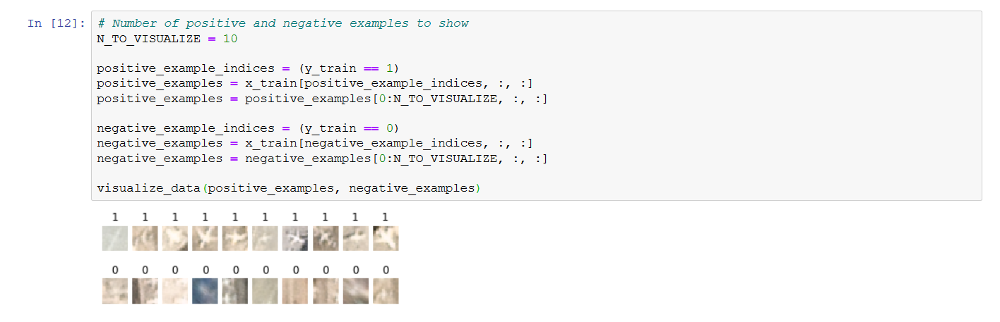 In [12]: # Number of positive and negative examples to show
N_TO_VISUALIZE = 10
positive_example_indices = (y_train == 1)
positive_examples = x_train[positive_example_indices, :, :]
positive_examples = positive_examples[0:N_TO_VISUALIZE, :, :]
negative_example_indices = (y_train == 0)
negative_examples = x_train[negative_example_indices, :, :]
negative_examples = negative_examples[0:N_TO_VISUALIZE, :, :]
visualize_data(positive_examples, negative_examples)
1 1 1 1 1 1 1 1 1 1
0 0 0 0 0 0 0 0 0 0